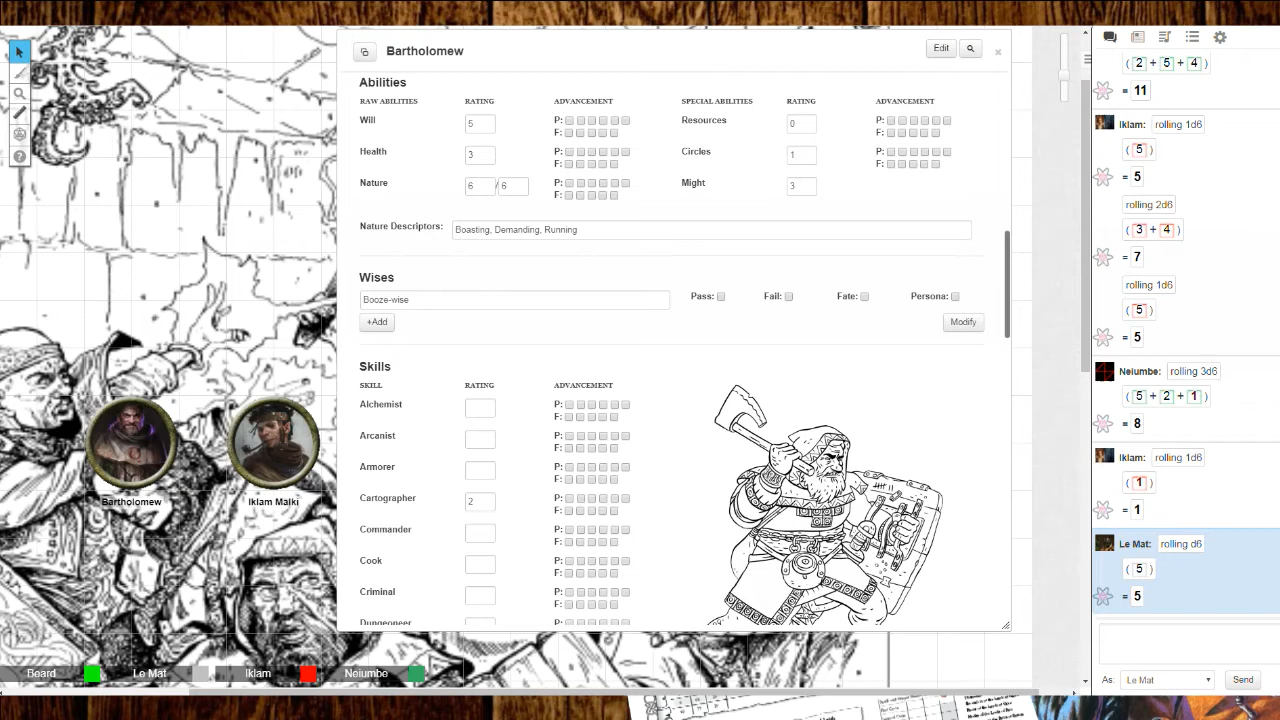 Bartholomew
Edit
Abilities
RAW ABILITIES RATING ADVANCEMENT SPECIAL ABILITIES RATING ADVANCEMENT
Will 5 P: F: Resources 0 P: F:
Health 3 P: F: Circles 1 P: F:
Nature 6 / 6 P: F: Might 3
Nature Descriptors: Boasting, Demanding, Running
Wises
Booze-wise Pass: Fail: Fate: Persona:
+Add Modify
Skills
SKILL RATING ADVANCEMENT
Alchemist P: F:
Arcanist P: F:
Armorer P: F:
Cartographer 2 P: F:
Commander P: F:
Cook P: F:
Criminal P: F:
Dungeoneer P:
Bartholomew
Iklam Malki
Beard Le Mat Iklam Neiumbe
( 2 + 5 + 4 )
= 11
Iklam: rolling 1d6
( 5 )
= 5
rolling 2d6
( 3 + 4 )
= 7
rolling 1d6
( 5 )
= 5
Neiumbe: rolling 3d6
( 5 + 2 + 1 )
= 8
Iklam: rolling 1d6
( 1 )
= 1
Le Mat: rolling d6
( 5 )
= 5
As: Le Mat Send